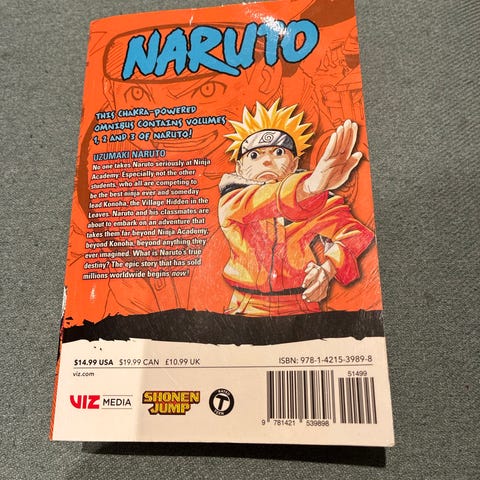 NARUTO
THIS CHAKRA-POWERED
OMNIBUS CONTAINS VOLUMES
1, 2 AND 3 OF NARUTO!
UZUMAKI NARUTO
No one takes Naruto seriously at Ninja
Academy. Especially not the other
students, who all are competing to
be the best ninja ever and someday
lead Konoha, the Village Hidden in the
Leaves. Naruto and his classmates are
about to embark on an adventure that
takes them far beyond Ninja Academy,
beyond Konoha, beyond anything they
ever imagined. What is Naruto's true
destiny? The epic story that has sold
millions worldwide begins now!
$14.99 USA $19.99 CAN £10.99 UK
viz.com
ISBN: 978-1-4215-3989-8
51499
VIZ MEDIA
SHONEN
JUMP
T
TEEN
9 781421 539898